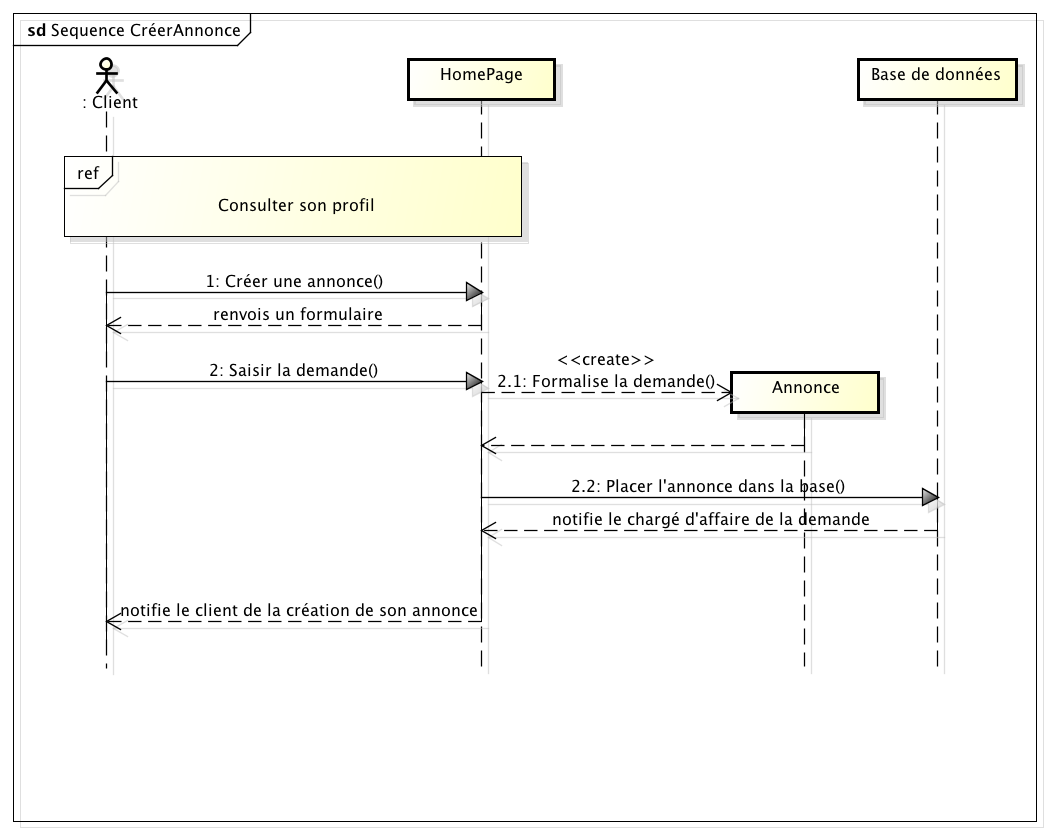 sd Sequence CréerAnnonce
: Client
HomePage
Base de données
ref
Consulter son profil
1: Créer une annonce()
renvois un formulaire
<<create>>
2: Saisir la demande()
2.1: Formalise la demande()
Annonce
2.2: Placer l'annonce dans la base()
notifie le chargé d'affaire de la demande
notifie le client de la création de son annonce